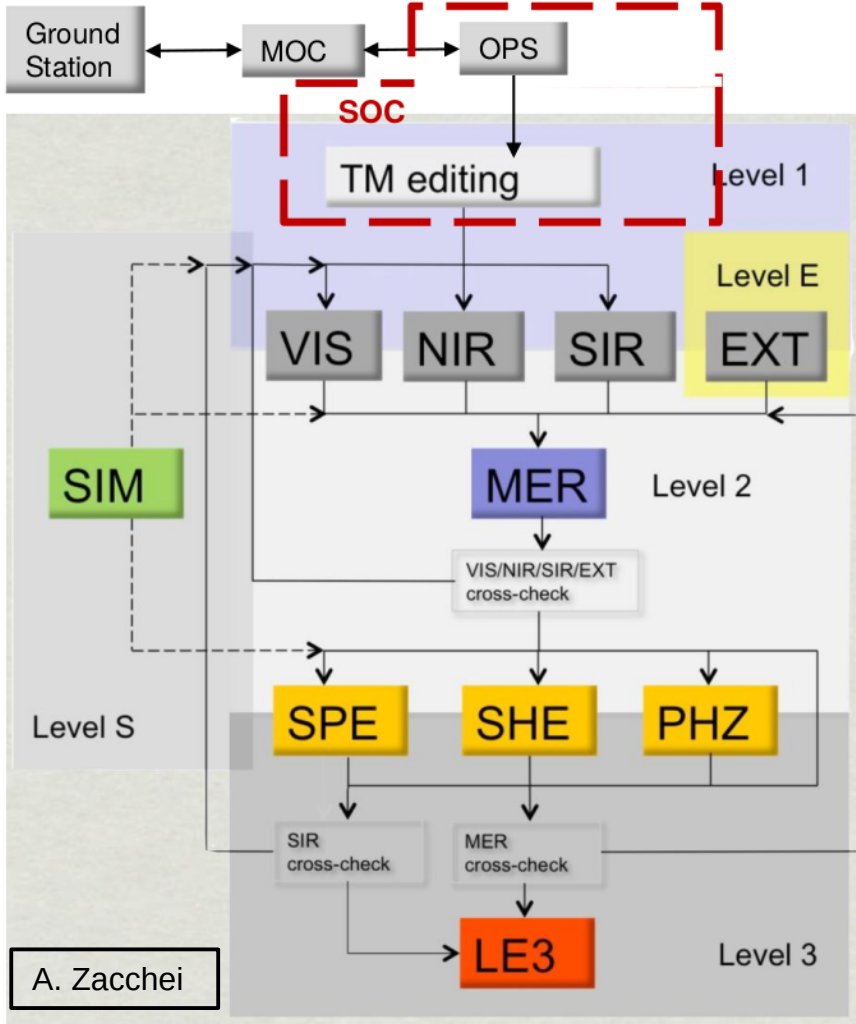 Ground
Station
MOC
OPS
SOC
TM editing
Level 1
Level E
VIS
NIR
SIR
EXT
SIM
MER
Level 2
VIS/NIR/SIR/EXT
cross-check
SPE
SHE
PHZ
Level S
SIR
cross-check
MER
cross-check
LE3
Level 3
A. Zacchei